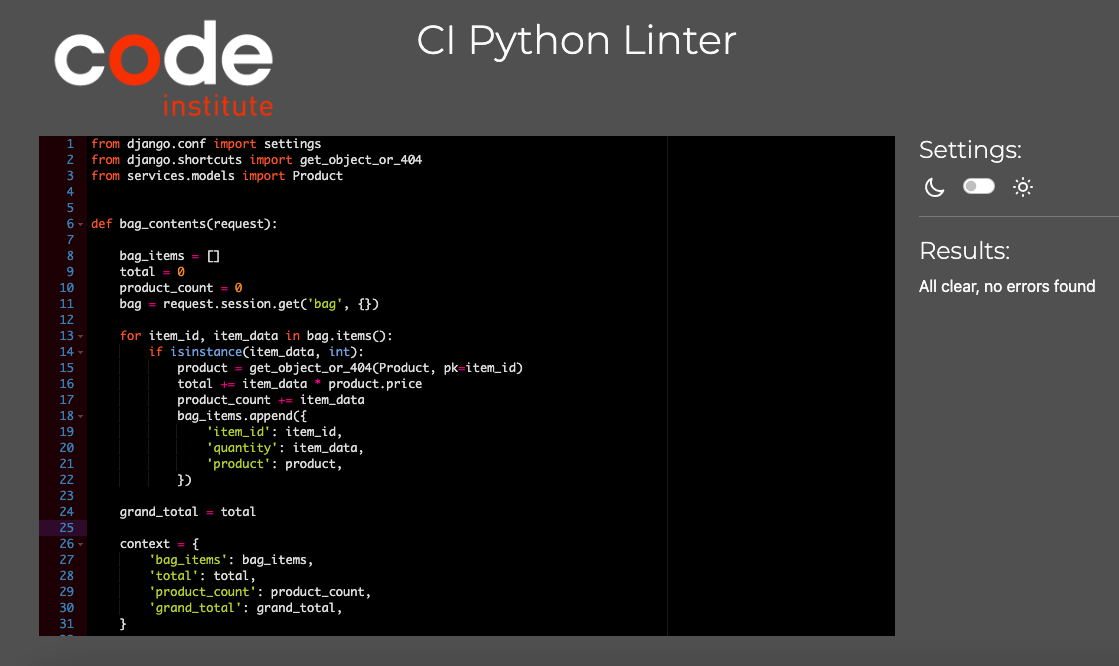 code
institute
CI Python Linter
1 from django.conf import settings
2 from django.shortcuts import get_object_or_404
3 from services.models import Product
4
5
6 def bag_contents(request):
7
8     bag_items = []
9     total = 0
10     product_count = 0
11     bag = request.session.get('bag', {})
12
13     for item_id, item_data in bag.items():
14         if isinstance(item_data, int):
15             product = get_object_or_404(Product, pk=item_id)
16             total += item_data * product.price
17             product_count += item_data
18             bag_items.append({
19                 'item_id': item_id,
20                 'quantity': item_data,
21                 'product': product,
22             })
23
24     grand_total = total
25
26     context = {
27         'bag_items': bag_items,
28         'total': total,
29         'product_count': product_count,
30         'grand_total': grand_total,
31     }
Settings:
Results:
All clear, no errors found